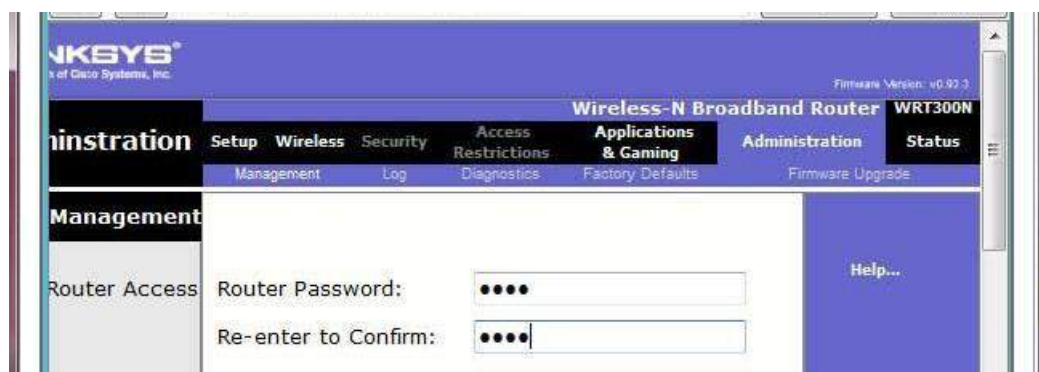 NKSYS®
of Cisco Systems, Inc.
Firmware Version: v0.93.3
Wireless-N Broadband Router WRT300N
ninstration
Setup Wireless Security Access Restrictions Applications & Gaming Administration Status
Management Log Diagnostics Factory Defaults Firmware Upgrade
Management
Help...
Router Access Router Password: ••••
Re-enter to Confirm: ••••